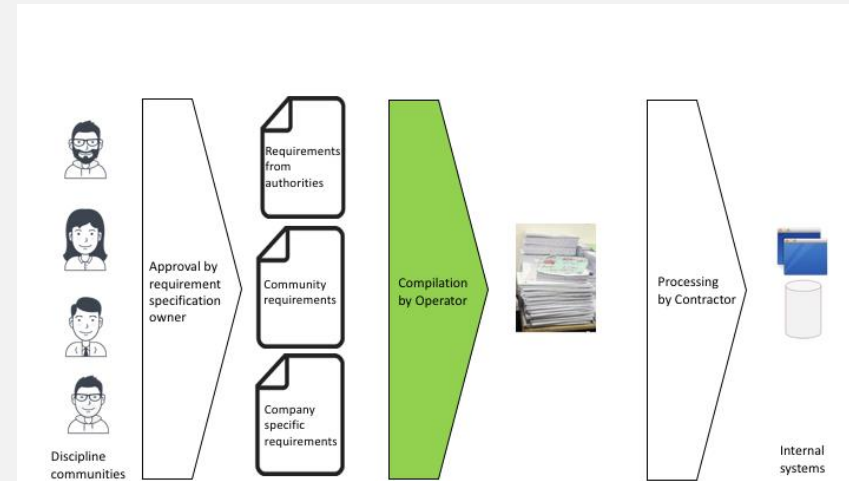 Requirements
from
authorities
Approval by
requirement
specification
owner
Community
requirements
Compilation
by Operator
Processing
by Contractor
Company
specific
requirements
Discipline
communities
Internal
systems